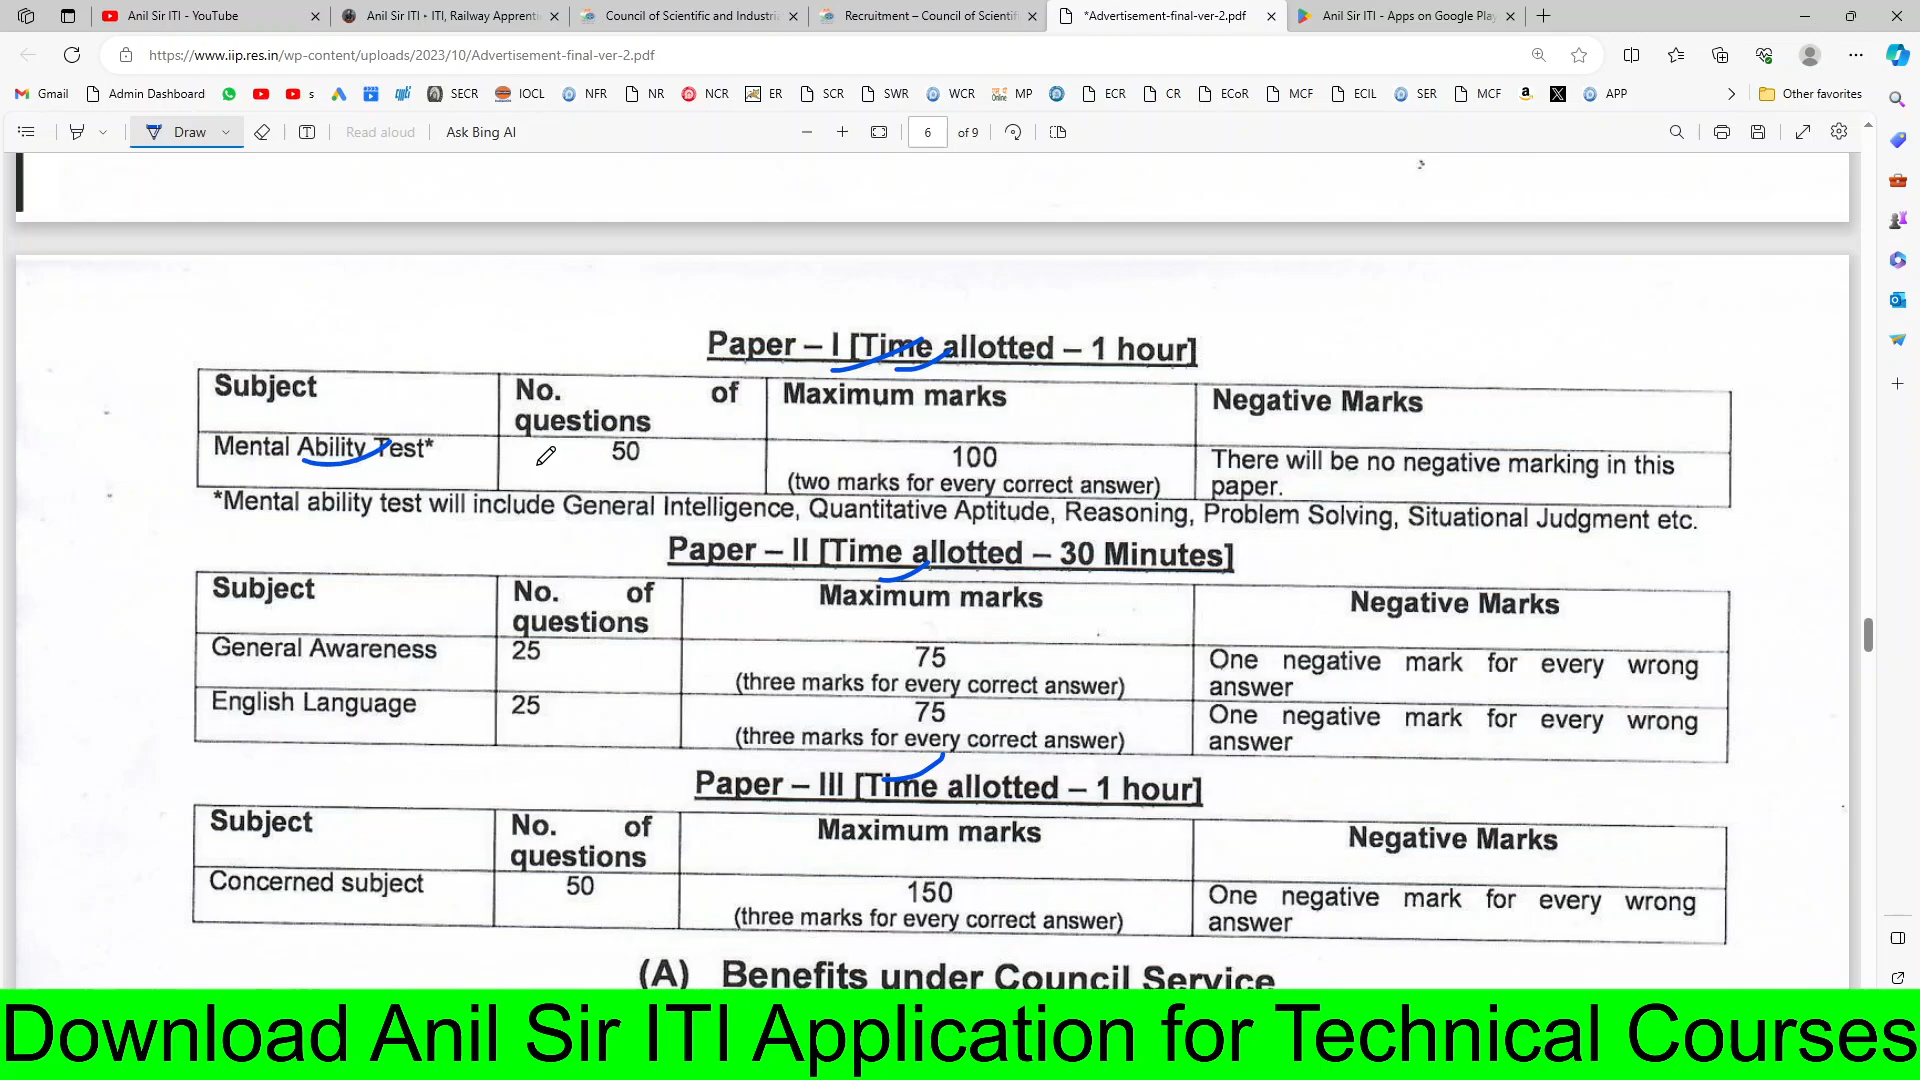 Anil Sir ITI - YouTube
Anil Sir ITI • ITI, Railway Apprent
Council of Scientific and Industri
Recruitment – Council of Scientif
*Advertisement-final-ver-2.pdf
Anil Sir ITI - Apps on Google Play
https://www.iip.res.in/wp-content/uploads/2023/10/Advertisement-final-ver-2.pdf
Gmail Admin Dashboard s SECR IOCL NFR NR NCR ER SCR SWR WCR MP ECR CR ECoR MCF ECIL SER MCF APP Other favorites
Draw Read aloud Ask Bing AI 6 of 9
Paper – I [Time allotted – 1 hour]
Subject No. of questions Maximum marks Negative Marks
Mental Ability Test* 50 100 There will be no negative marking in this
(two marks for every correct answer) paper.
*Mental ability test will include General Intelligence, Quantitative Aptitude, Reasoning, Problem Solving, Situational Judgment etc.
Paper – II [Time allotted – 30 Minutes]
Subject No. of questions Maximum marks Negative Marks
General Awareness 25 75 One negative mark for every wrong
(three marks for every correct answer) answer
English Language 25 75 One negative mark for every wrong
(three marks for every correct answer) answer
Paper – III [Time allotted – 1 hour]
Subject No. of questions Maximum marks Negative Marks
Concerned subject 50 150 One negative mark for every wrong
(three marks for every correct answer) answer
(A) Benefits under Council Service
Download Anil Sir ITI Application for Technical Courses